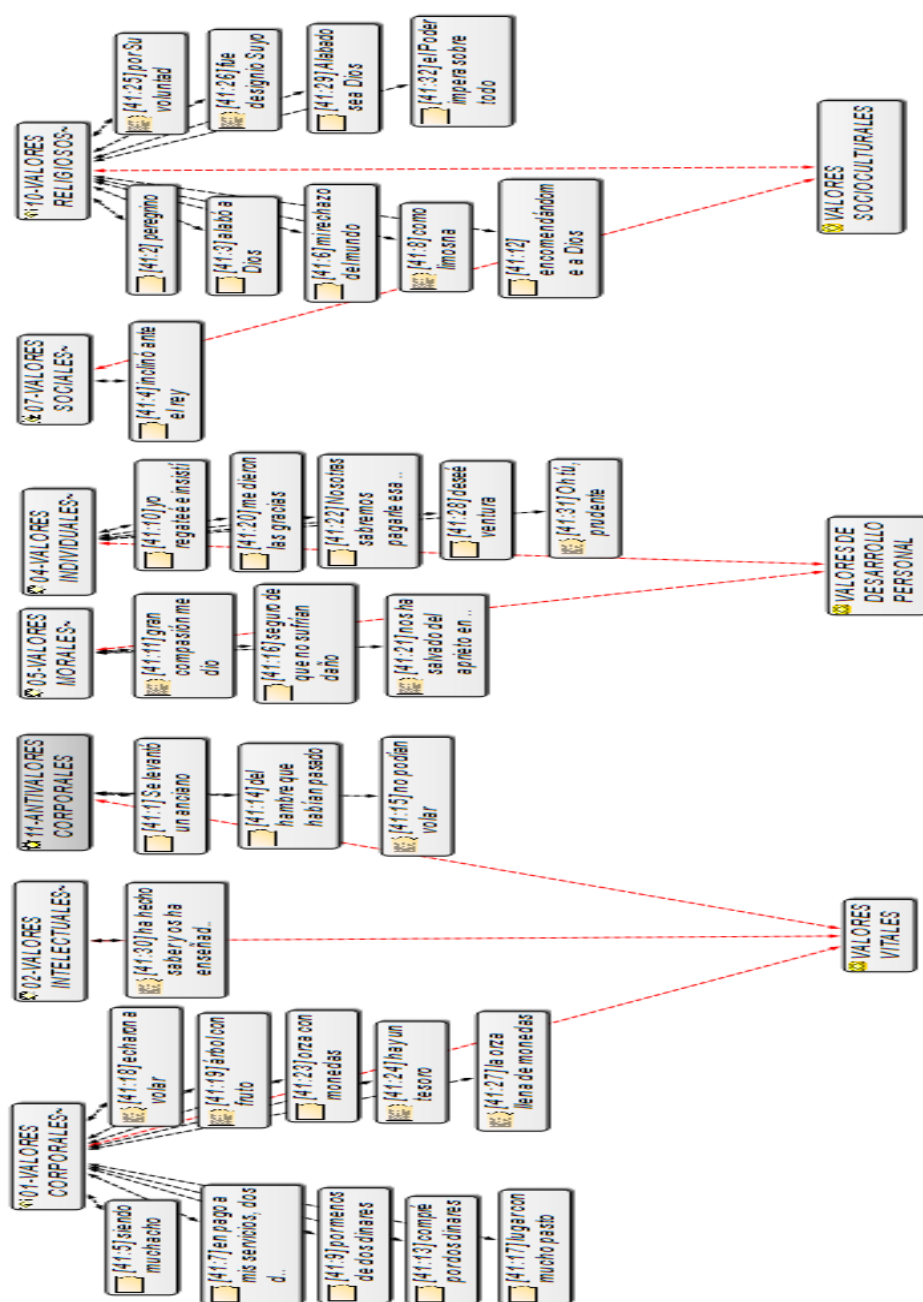 01-VALORES
CORPORALES~
[41:5] siendo
muchacho
[41:7] en pago a
mis servicios, dos
d..
[41:9] por menos
de dos dinares
[41:13] compré
por dos dinares
[41:17] lugar con
mucho pasto
[41:18] echaron a
volar
[41:19] árbol con
fruto
[41:23] orza con
monedas
[41:24] hay un
tesoro
[41:27] la orza
llena de monedas
02-VALORES
INTELECTUALES~
[41:30] ha hecho
saber y os ha
enseñad..
11-ANTIVALORES
CORPORALES
[41:1] Se levantó
un anciano
[41:14] del
hambre que
habían pasado
[41:15] no podían
volar
05-VALORES
MORALES~
[41:11] gran
compasión me
dio
[41:16] seguro de
que no sufrían
daño
[41:21] nos ha
salvado del
aprieto en ..
04-VALORES
INDIVIDUALES~
[41:10] yo
regateé e insistí
[41:20] me dieron
las gracias
[41:22] Nosotras
sabremos
pagarle esa ..
[41:28] deseé
ventura
[41:31] Oh tú,
prudente
07-VALORES
SOCIALES~
[41:4] inclinó ante
el rey
10-VALORES
RELIGIOSOS~
[41:2] peregrino
[41:3] alabó a
Dios
[41:6] mi rechazo
del mundo
[41:8] como
limosna
[41:12]
encomendándom
e a Dios
[41:25] por Su
voluntad
[41:26] fue
designio Suyo
[41:29] Alabado
sea Dios
[41:32] el Poder
impera sobre
todo
VALORES
VITALES
VALORES DE
DESARROLLO
PERSONAL
VALORES
SOCIOCULTURALES